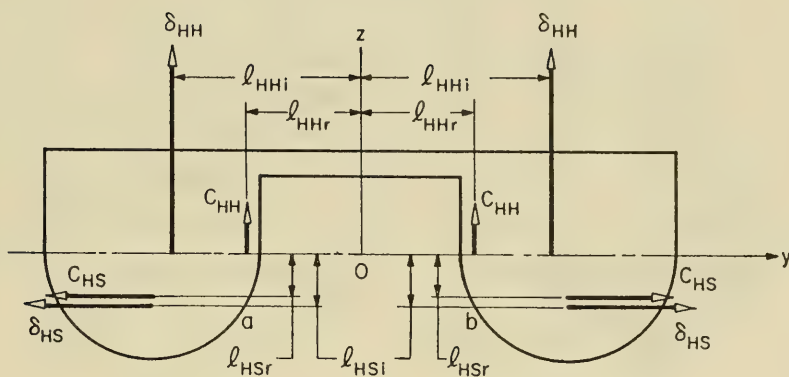 δHH z δHH
ℓHHi ℓHHi
ℓHHr ℓHHr
CHH CHH
O y
CHS CHS
δHS a b δHS
ℓHSr ℓHSi ℓHSr